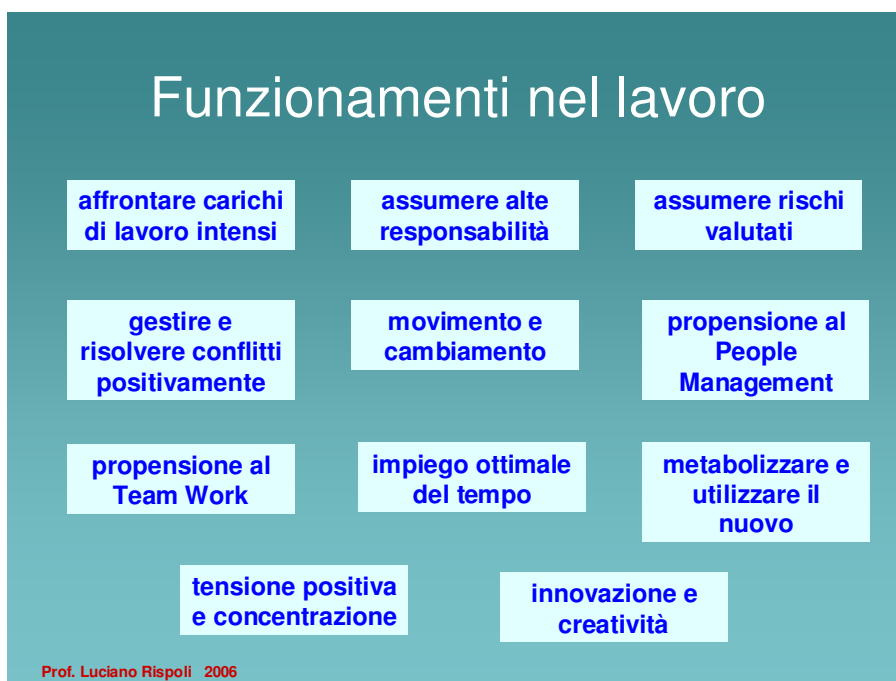 Funzionamenti nel lavoro
affrontare carichi
di lavoro intensi
assumere alte
responsabilità
assumere rischi
valutati
gestire e
risolvere conflitti
positivamente
movimento e
cambiamento
propensione al
People
Management
propensione al
Team Work
impiego ottimale
del tempo
metabolizzare e
utilizzare il
nuovo
tensione positiva
e concentrazione
innovazione e
creatività
Prof. Luciano Rispoli 2006